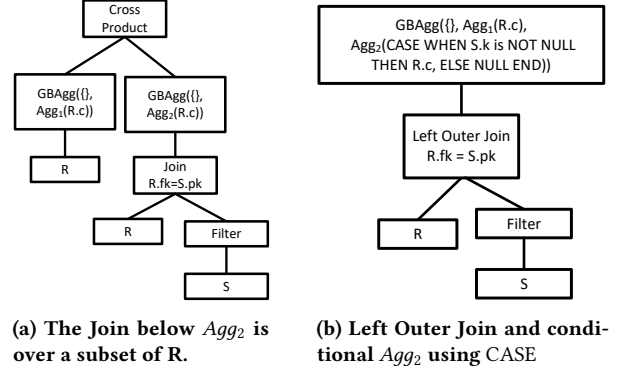 Cross
Product
GBAgg({},
Agg₁(R.c))
GBAgg({},
Agg₂(R.c))
R
Join
R.fk=S.pk
R
Filter
S
(a) The Join below Agg₂ is
over a subset of R.
GBAgg({}, Agg₁(R.c),
Agg₂(CASE WHEN S.k is NOT NULL
THEN R.c, ELSE NULL END))
Left Outer Join
R.fk = S.pk
R
Filter
S
(b) Left Outer Join and condi-
tional Agg₂ using CASE